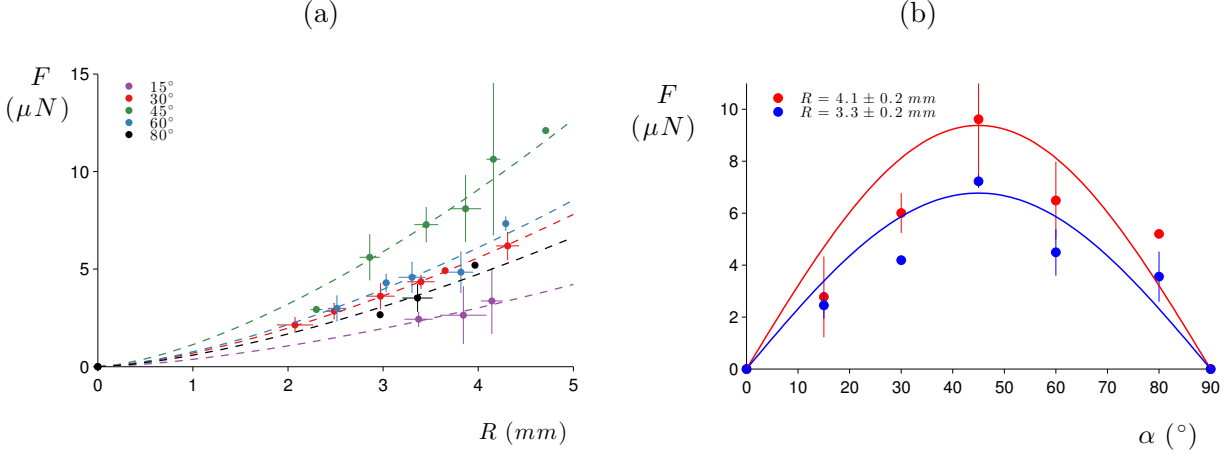 (a)
F
(μN)
15
10
5
0
0 1 2 3 4 5
15°
30°
45°
60°
80°
R (mm)
(b)
F
(μN)
10
8
6
4
2
0
0 10 20 30 40 50 60 70 80 90
R = 4.1 ± 0.2 mm
R = 3.3 ± 0.2 mm
α (°)